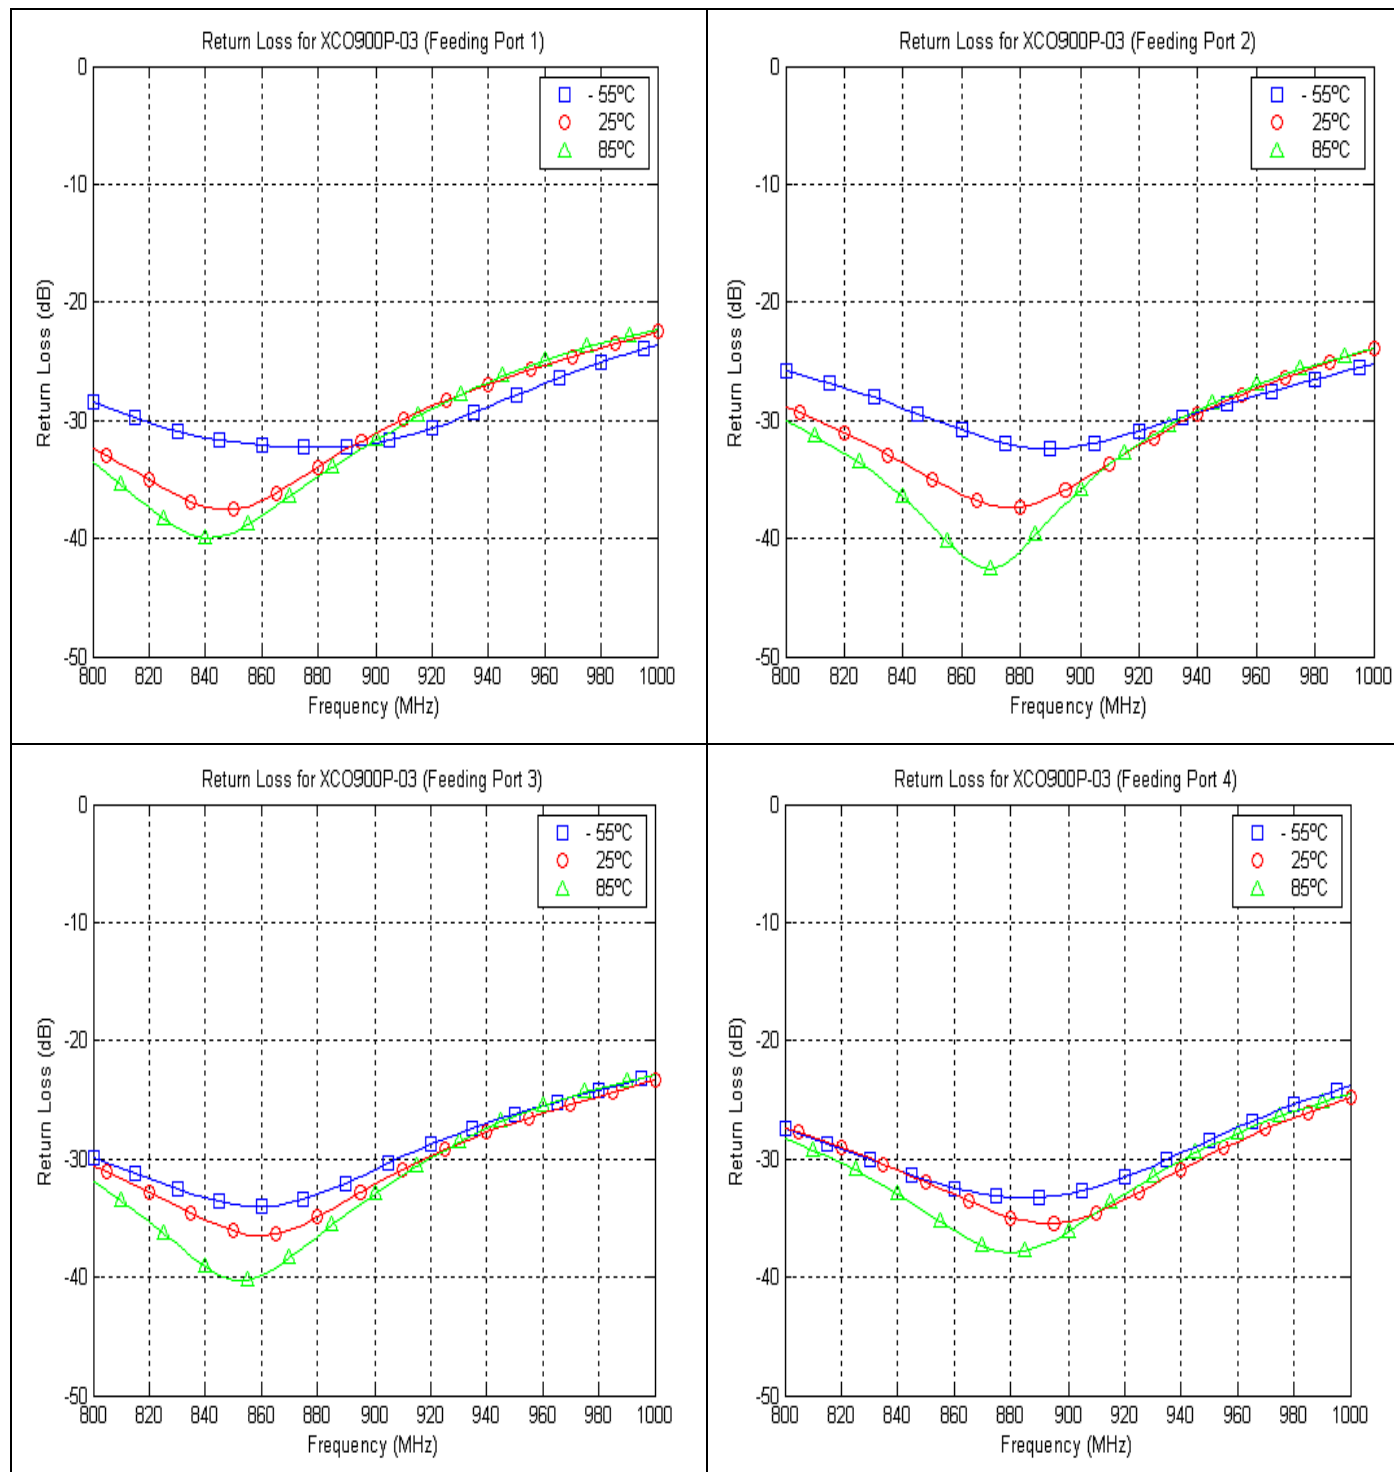 Return Loss for XCO900P-03 (Feeding Port 1)
0
-10
-20
-30
-40
-50
Return Loss (dB)
- 55ºC
25ºC
85ºC
800 820 840 860 880 900 920 940 960 980 1000
Frequency (MHz)
Return Loss for XCO900P-03 (Feeding Port 2)
0
-10
-20
-30
-40
-50
Return Loss (dB)
- 55ºC
25ºC
85ºC
800 820 840 860 880 900 920 940 960 980 1000
Frequency (MHz)
Return Loss for XCO900P-03 (Feeding Port 3)
0
-10
-20
-30
-40
-50
Return Loss (dB)
- 55ºC
25ºC
85ºC
800 820 840 860 880 900 920 940 960 980 1000
Frequency (MHz)
Return Loss for XCO900P-03 (Feeding Port 4)
0
-10
-20
-30
-40
-50
Return Loss (dB)
- 55ºC
25ºC
85ºC
800 820 840 860 880 900 920 940 960 980 1000
Frequency (MHz)